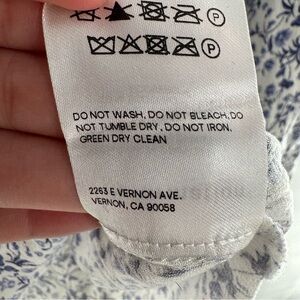 P
P
DO NOT WASH, DO NOT BLEACH, DO
NOT TUMBLE DRY, DO NOT IRON.
GREEN DRY CLEAN
2263 E VERNON AVE.
VERNON, CA 90058